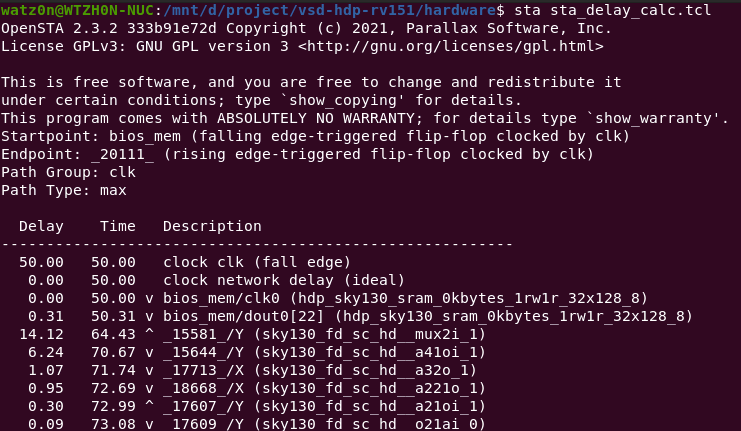 watz0n@WTZH0N-NUC:/mnt/d/project/vsd-hdp-rv151/hardware$ sta sta_delay_calc.tcl
OpenSTA 2.3.2 333b91e72d Copyright (c) 2021, Parallax Software, Inc.
License GPLv3: GNU GPL version 3 <http://gnu.org/licenses/gpl.html>

This is free software, and you are free to change and redistribute it
under certain conditions; type `show_copying' for details.
This program comes with ABSOLUTELY NO WARRANTY; for details type `show_warranty'.
Startpoint: bios_mem (falling edge-triggered flip-flop clocked by clk)
Endpoint: _20111_ (rising edge-triggered flip-flop clocked by clk)
Path Group: clk
Path Type: max

  Delay    Time   Description
---------------------------------------------------------
  50.00   50.00   clock clk (fall edge)
   0.00   50.00   clock network delay (ideal)
   0.00   50.00 v bios_mem/clk0 (hdp_sky130_sram_0kbytes_1rw1r_32x128_8)
   0.31   50.31 v bios_mem/dout0[22] (hdp_sky130_sram_0kbytes_1rw1r_32x128_8)
  14.12   64.43 ^ _15581_/Y (sky130_fd_sc_hd__mux2i_1)
   6.24   70.67 v _15644_/Y (sky130_fd_sc_hd__a41oi_1)
   1.07   71.74 v _17713_/X (sky130_fd_sc_hd__a32o_1)
   0.95   72.69 v _18668_/X (sky130_fd_sc_hd__a221o_1)
   0.30   72.99 ^ _17607_/Y (sky130_fd_sc_hd__a21oi_1)
   0.09   73.08 v _17609_/Y (sky130_fd_sc_hd__o21ai_0)